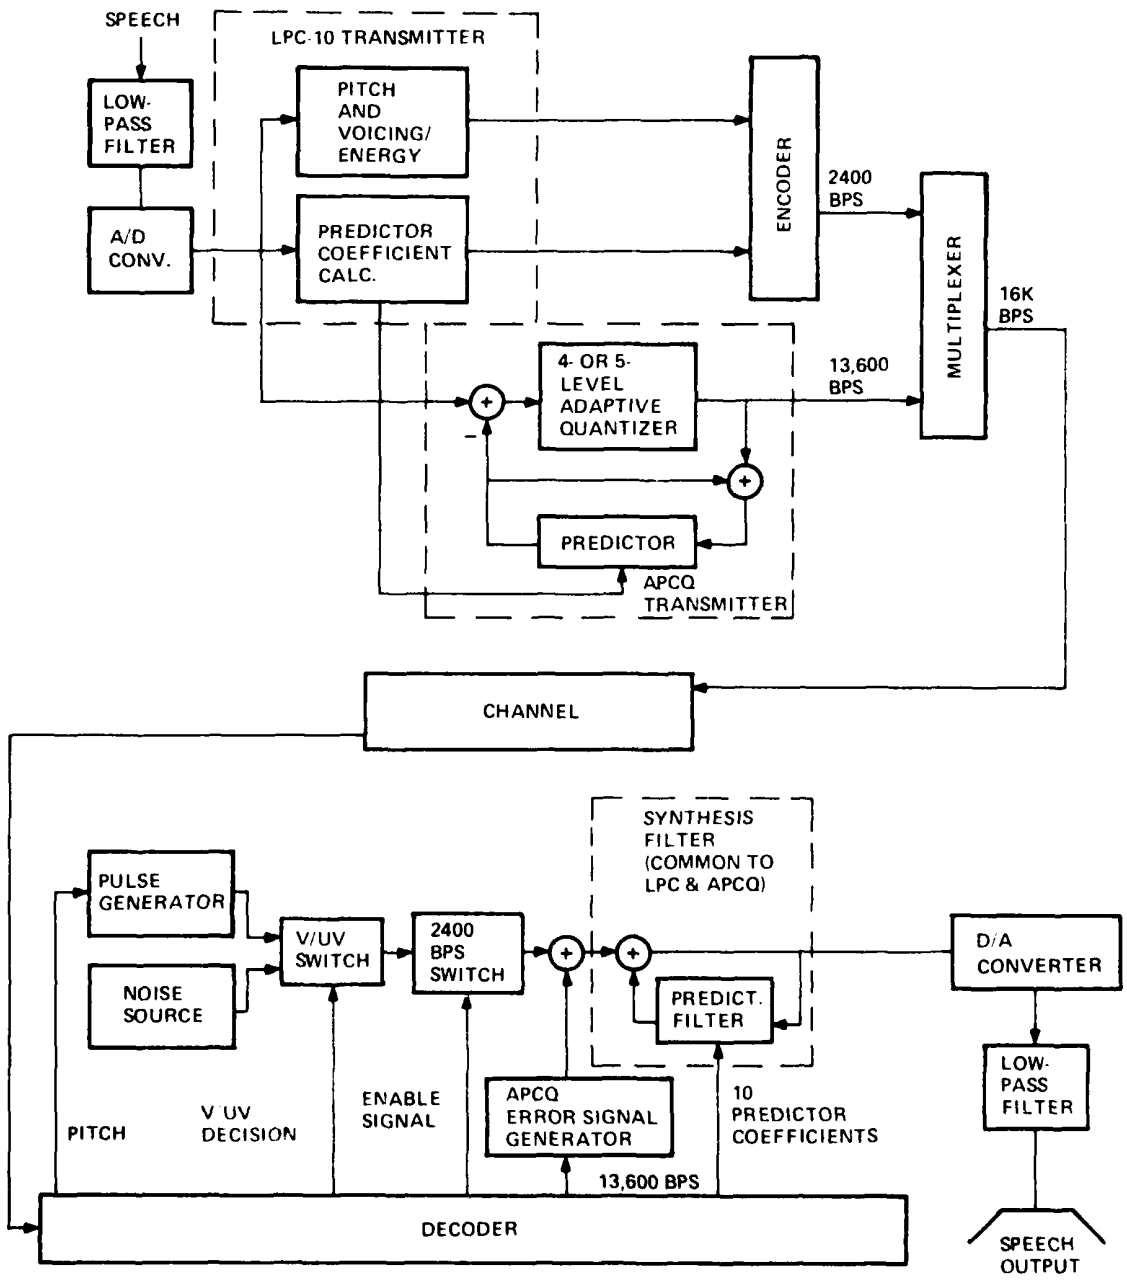 SPEECH
LPC-10 TRANSMITTER
LOW-
PASS
FILTER
PITCH
AND
VOICING/
ENERGY
ENCODER
2400
BPS
MULTIPLEXER
A/D
CONV.
PREDICTOR
COEFFICIENT
CALC.
16K
BPS
4- OR 5-
LEVEL
ADAPTIVE
QUANTIZER
13,600
BPS
+
−
+
PREDICTOR
APCQ
TRANSMITTER
CHANNEL
SYNTHESIS
FILTER
(COMMON TO
LPC & APCQ)
PULSE
GENERATOR
V/UV
SWITCH
2400
BPS
SWITCH
+
+
D/A
CONVERTER
NOISE
SOURCE
PREDICT.
FILTER
LOW-
PASS
FILTER
PITCH
V UV
DECISION
ENABLE
SIGNAL
APCQ
ERROR SIGNAL
GENERATOR
10
PREDICTOR
COEFFICIENTS
13,600 BPS
DECODER
SPEECH
OUTPUT